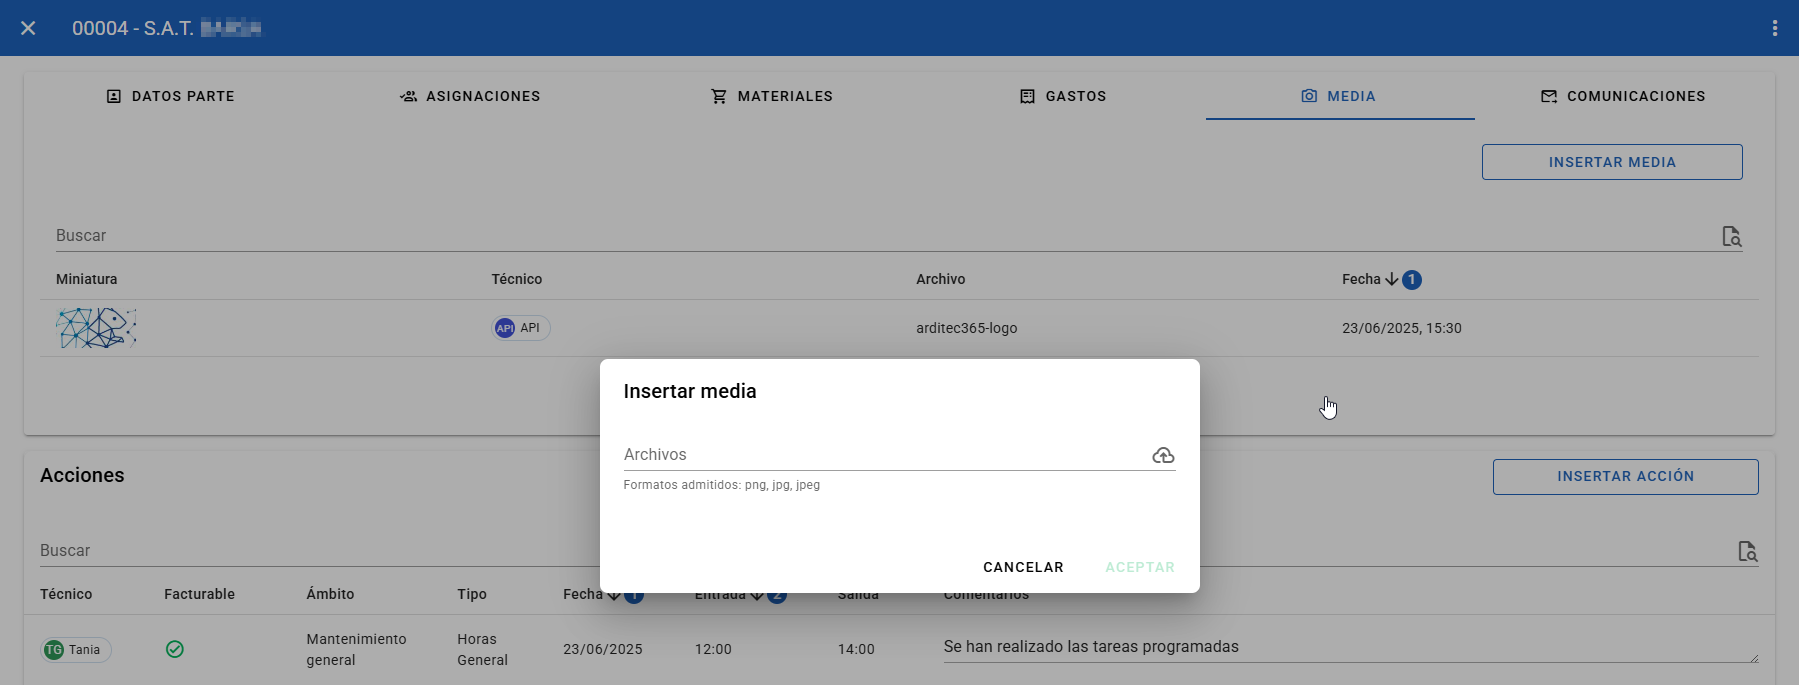 00004 - S.A.T.
DATOS PARTE
ASIGNACIONES
MATERIALES
GASTOS
MEDIA
COMUNICACIONES
INSERTAR MEDIA
Buscar
Miniatura Técnico Archivo Fecha 1
API API arditec365-logo 23/06/2025, 15:30
Insertar media
Archivos
Formatos admitidos: png, jpg, jpeg
CANCELAR ACEPTAR
Acciones
INSERTAR ACCIÓN
Buscar
Técnico Facturable Ámbito Tipo Fecha 1 Entrada 2 Salida Comentarios
TG Tania
Mantenimiento
general
Horas
General
23/06/2025 12:00 14:00 Se han realizado las tareas programadas